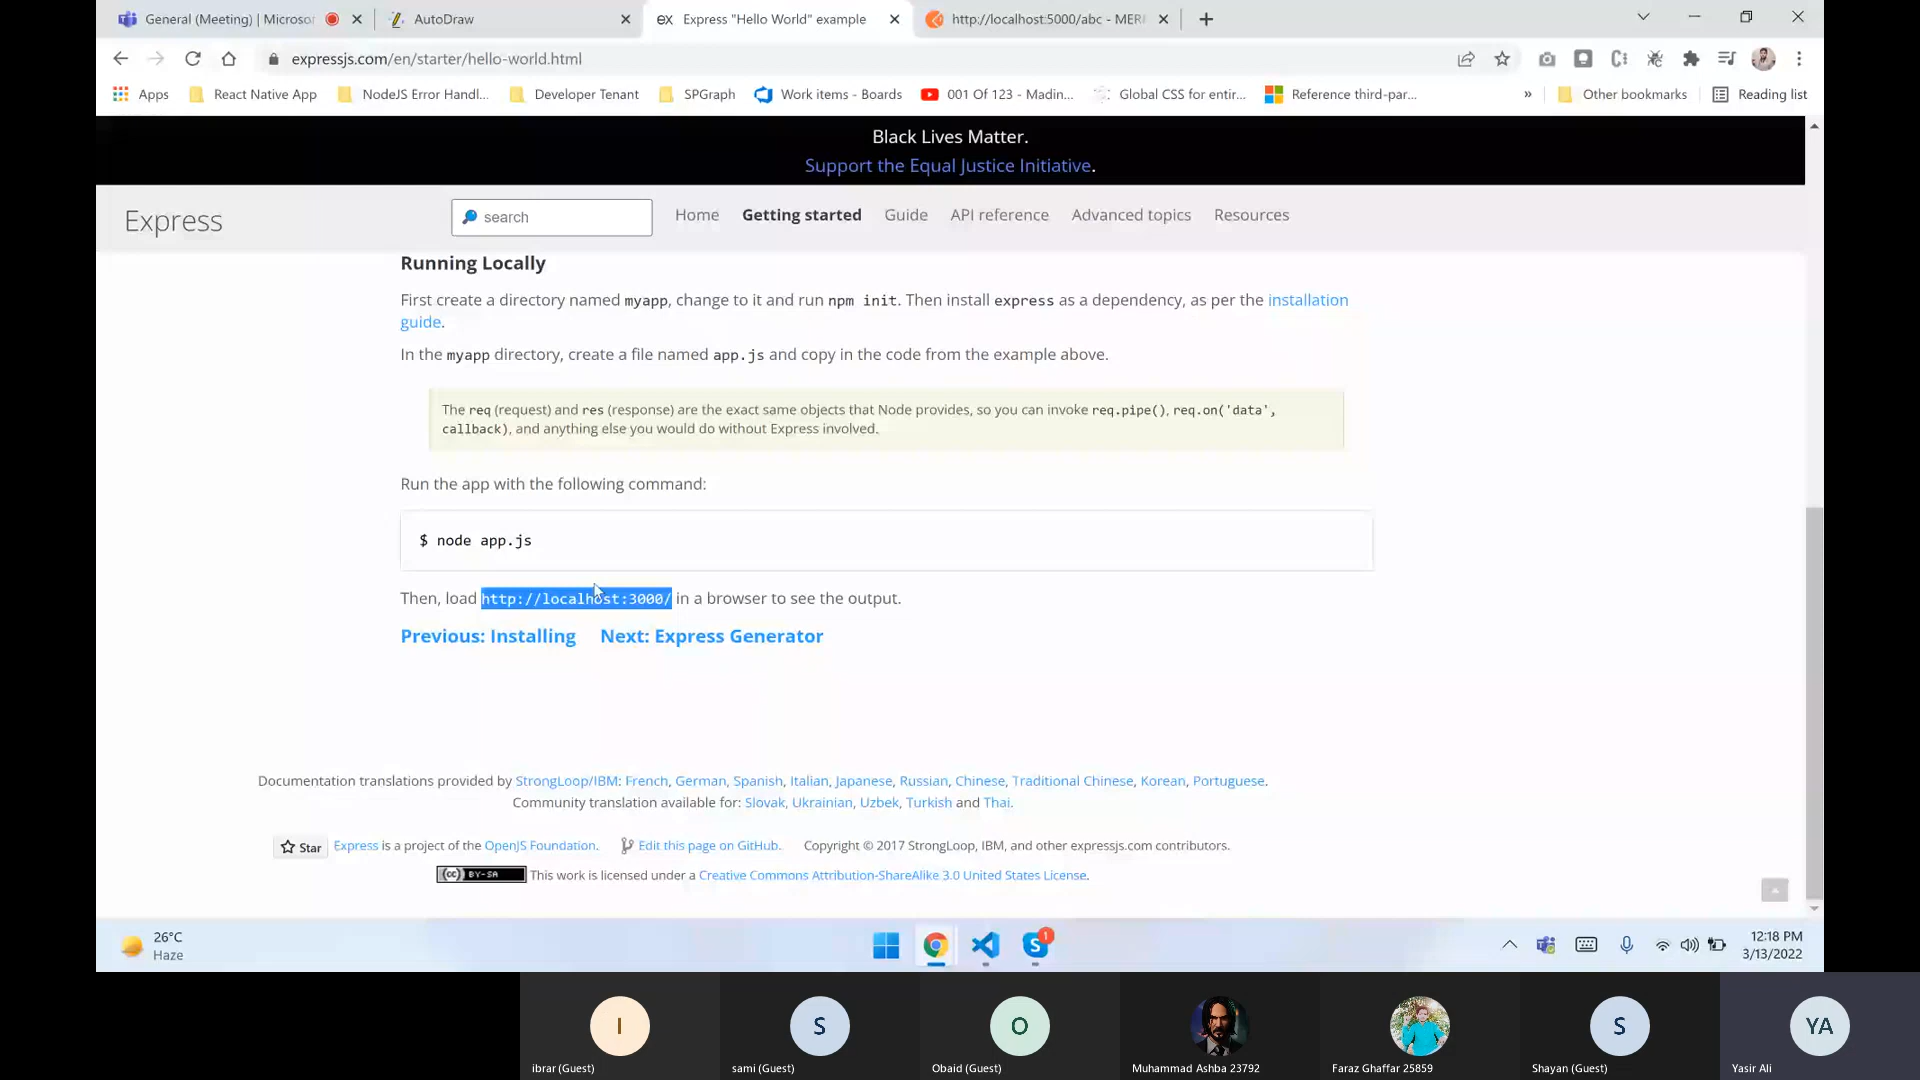 General (Meeting) | Microso
AutoDraw
ex Express "Hello World" example
http://localhost:5000/abc - MER
expressjs.com/en/starter/hello-world.html
Apps
React Native App
NodeJS Error Handl...
Developer Tenant
SPGraph
Work items - Boards
001 Of 123 - Madin...
Global CSS for entir...
Reference third-par...
»
Other bookmarks
Reading list
Black Lives Matter.
Support the Equal Justice Initiative.
Express
search
Home
Getting started
Guide
API reference
Advanced topics
Resources
Running Locally
First create a directory named myapp, change to it and run npm init. Then install express as a dependency, as per the installation
guide.
In the myapp directory, create a file named app.js and copy in the code from the example above.
The req (request) and res (response) are the exact same objects that Node provides, so you can invoke req.pipe(), req.on('data',
callback), and anything else you would do without Express involved.
Run the app with the following command:
$ node app.js
Then, load http://localhost:3000/ in a browser to see the output.
Previous: Installing Next: Express Generator
Documentation translations provided by StrongLoop/IBM: French, German, Spanish, Italian, Japanese, Russian, Chinese, Traditional Chinese, Korean, Portuguese.
Community translation available for: Slovak, Ukrainian, Uzbek, Turkish and Thai.
Star
Express is a project of the OpenJS Foundation.
Edit this page on GitHub.
Copyright © 2017 StrongLoop, IBM, and other expressjs.com contributors.
(cc) BY-SA This work is licensed under a Creative Commons Attribution-ShareAlike 3.0 United States License.
26°C
Haze
S
1
12:18 PM
3/13/2022
I
S
O
S
YA
ibrar (Guest)
sami (Guest)
Obaid (Guest)
Muhammad Ashba 23792
Faraz Ghaffar 25859
Shayan (Guest)
Yasir Ali